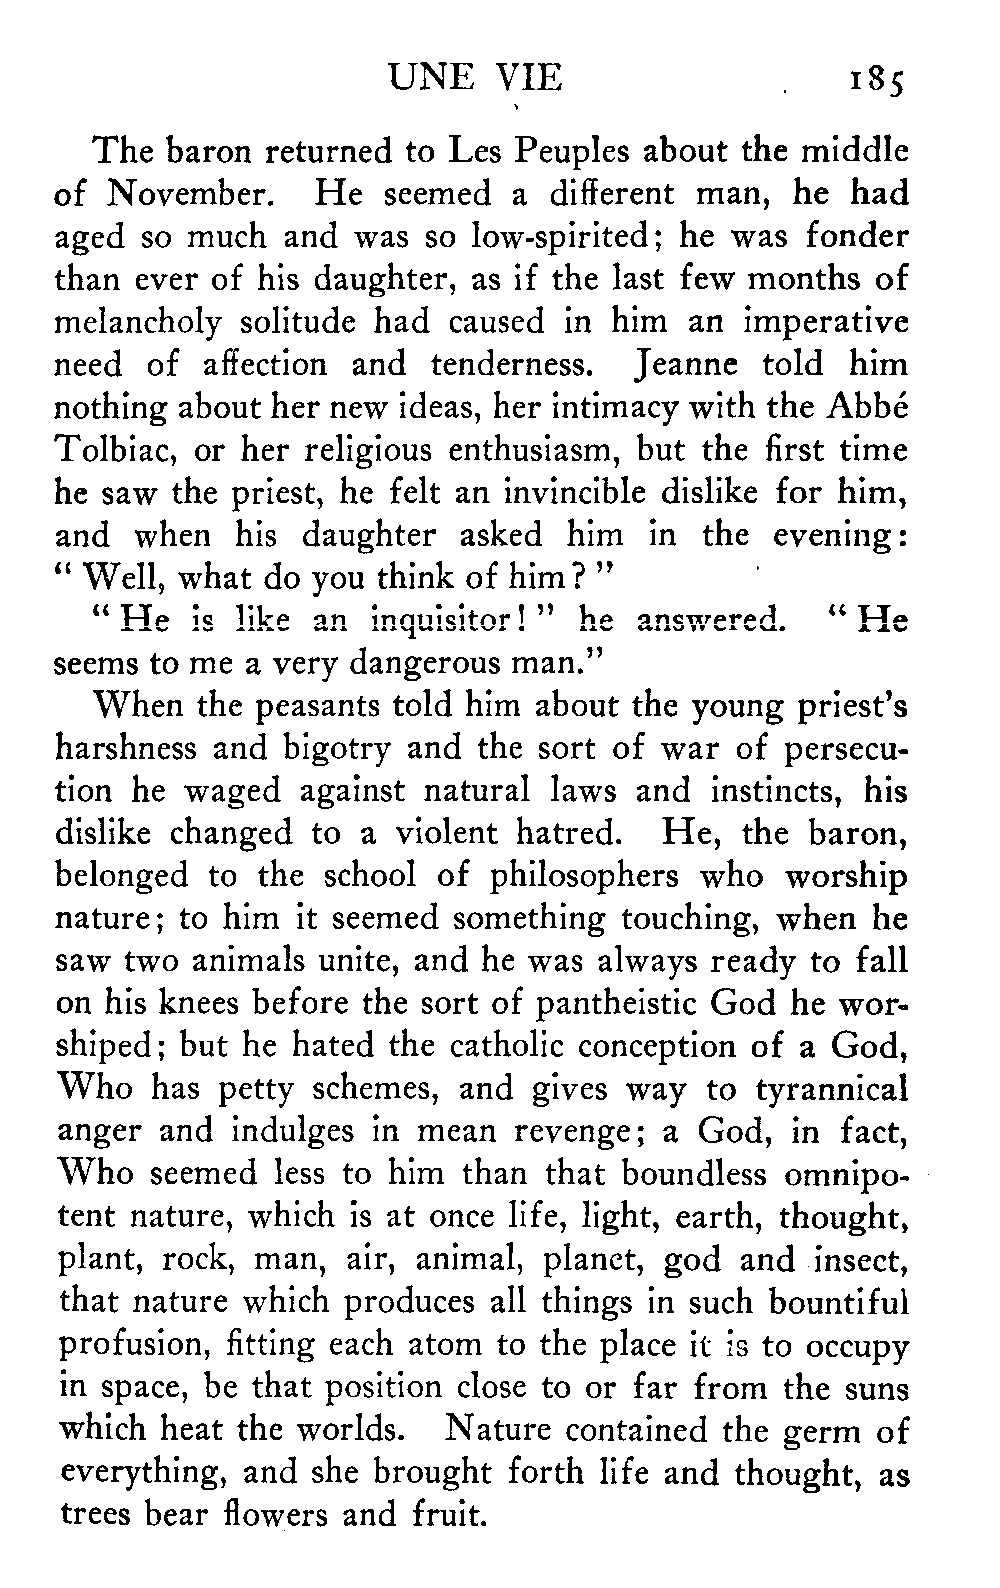 UNE VIE 185
The baron returned to Les Peuples about the middle
of November. He seemed a different man, he had
aged so much and was so low-spirited; he was fonder
than ever of his daughter, as if the last few months of
melancholy solitude had caused in him an imperative
need of affection and tenderness. Jeanne told him
nothing about her new ideas, her intimacy with the Abbé
Tolbiac, or her religious enthusiasm, but the first time
he saw the priest, he felt an invincible dislike for him,
and when his daughter asked him in the evening:
“ Well, what do you think of him? ”
“ He is like an inquisitor! ” he answered. “ He
seems to me a very dangerous man.”
When the peasants told him about the young priest's
harshness and bigotry and the sort of war of persecu-
tion he waged against natural laws and instincts, his
dislike changed to a violent hatred. He, the baron,
belonged to the school of philosophers who worship
nature; to him it seemed something touching, when he
saw two animals unite, and he was always ready to fall
on his knees before the sort of pantheistic God he wor-
shiped; but he hated the catholic conception of a God,
Who has petty schemes, and gives way to tyrannical
anger and indulges in mean revenge; a God, in fact,
Who seemed less to him than that boundless omnipo-
tent nature, which is at once life, light, earth, thought,
plant, rock, man, air, animal, planet, god and insect,
that nature which produces all things in such bountiful
profusion, fitting each atom to the place it is to occupy
in space, be that position close to or far from the suns
which heat the worlds. Nature contained the germ of
everything, and she brought forth life and thought, as
trees bear flowers and fruit.